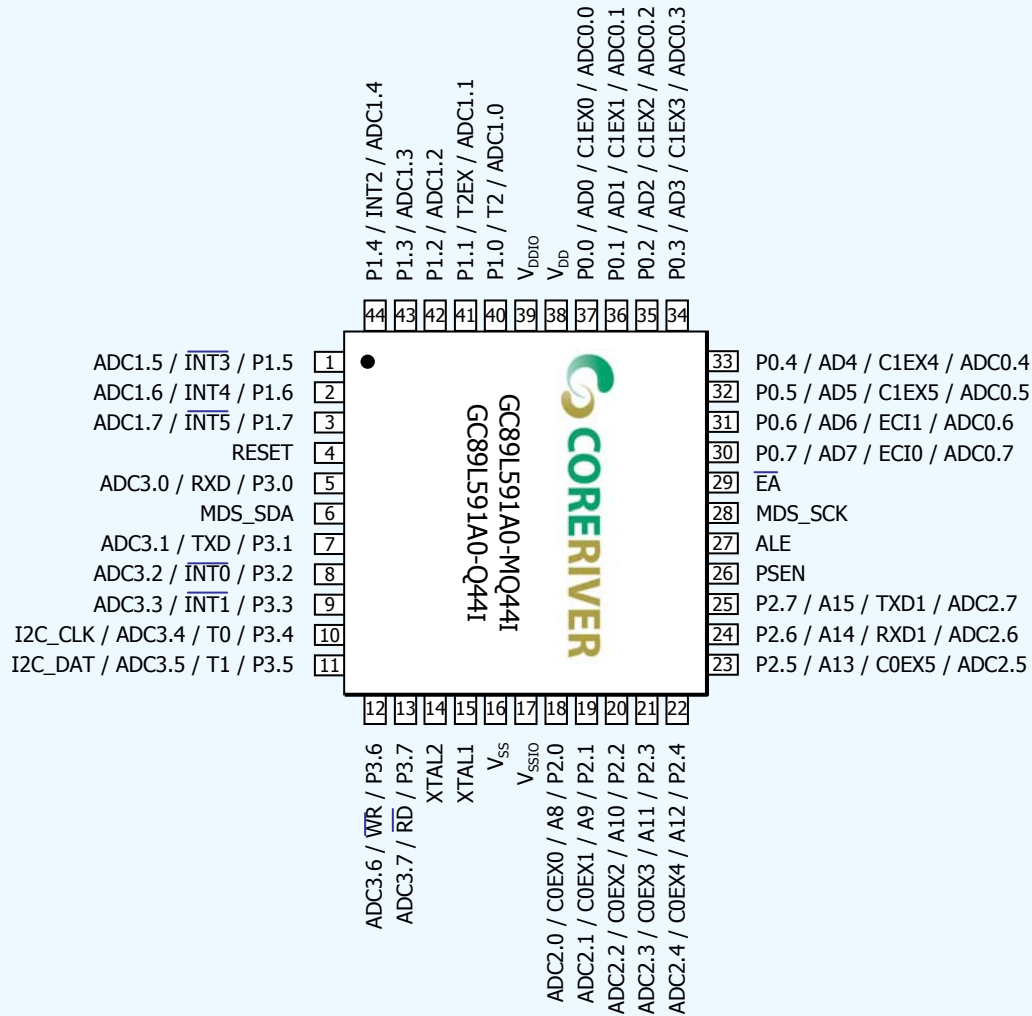 P1.4 / INT2 / ADC1.4
P1.3 / ADC1.3
P1.2 / ADC1.2
P1.1 / T2EX / ADC1.1
P1.0 / T2 / ADC1.0
VDDIO
VDD
P0.0 / AD0 / C1EX0 / ADC0.0
P0.1 / AD1 / C1EX1 / ADC0.1
P0.2 / AD2 / C1EX2 / ADC0.2
P0.3 / AD3 / C1EX3 / ADC0.3
44 43 42 41 40 39 38 37 36 35 34
ADC1.5 / INT3 / P1.5 1
ADC1.6 / INT4 / P1.6 2
ADC1.7 / INT5 / P1.7 3
RESET 4
ADC3.0 / RXD / P3.0 5
MDS_SDA 6
ADC3.1 / TXD / P3.1 7
ADC3.2 / INT0 / P3.2 8
ADC3.3 / INT1 / P3.3 9
I2C_CLK / ADC3.4 / T0 / P3.4 10
I2C_DAT / ADC3.5 / T1 / P3.5 11
CORERIVER
GC89L591A0-MQ44I
GC89L591A0-Q44I
33 P0.4 / AD4 / C1EX4 / ADC0.4
32 P0.5 / AD5 / C1EX5 / ADC0.5
31 P0.6 / AD6 / ECI1 / ADC0.6
30 P0.7 / AD7 / ECI0 / ADC0.7
29 EA
28 MDS_SCK
27 ALE
26 PSEN
25 P2.7 / A15 / TXD1 / ADC2.7
24 P2.6 / A14 / RXD1 / ADC2.6
23 P2.5 / A13 / C0EX5 / ADC2.5
12 13 14 15 16 17 18 19 20 21 22
ADC3.6 / WR / P3.6
ADC3.7 / RD / P3.7
XTAL2
XTAL1
VSS
VSSIO
ADC2.0 / C0EX0 / A8 / P2.0
ADC2.1 / C0EX1 / A9 / P2.1
ADC2.2 / C0EX2 / A10 / P2.2
ADC2.3 / C0EX3 / A11 / P2.3
ADC2.4 / C0EX4 / A12 / P2.4